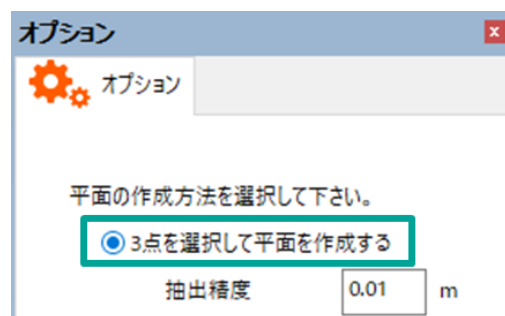 オプション
オプション
平面の作成方法を選択して下さい。
3点を選択して平面を作成する
抽出精度 0.01 m